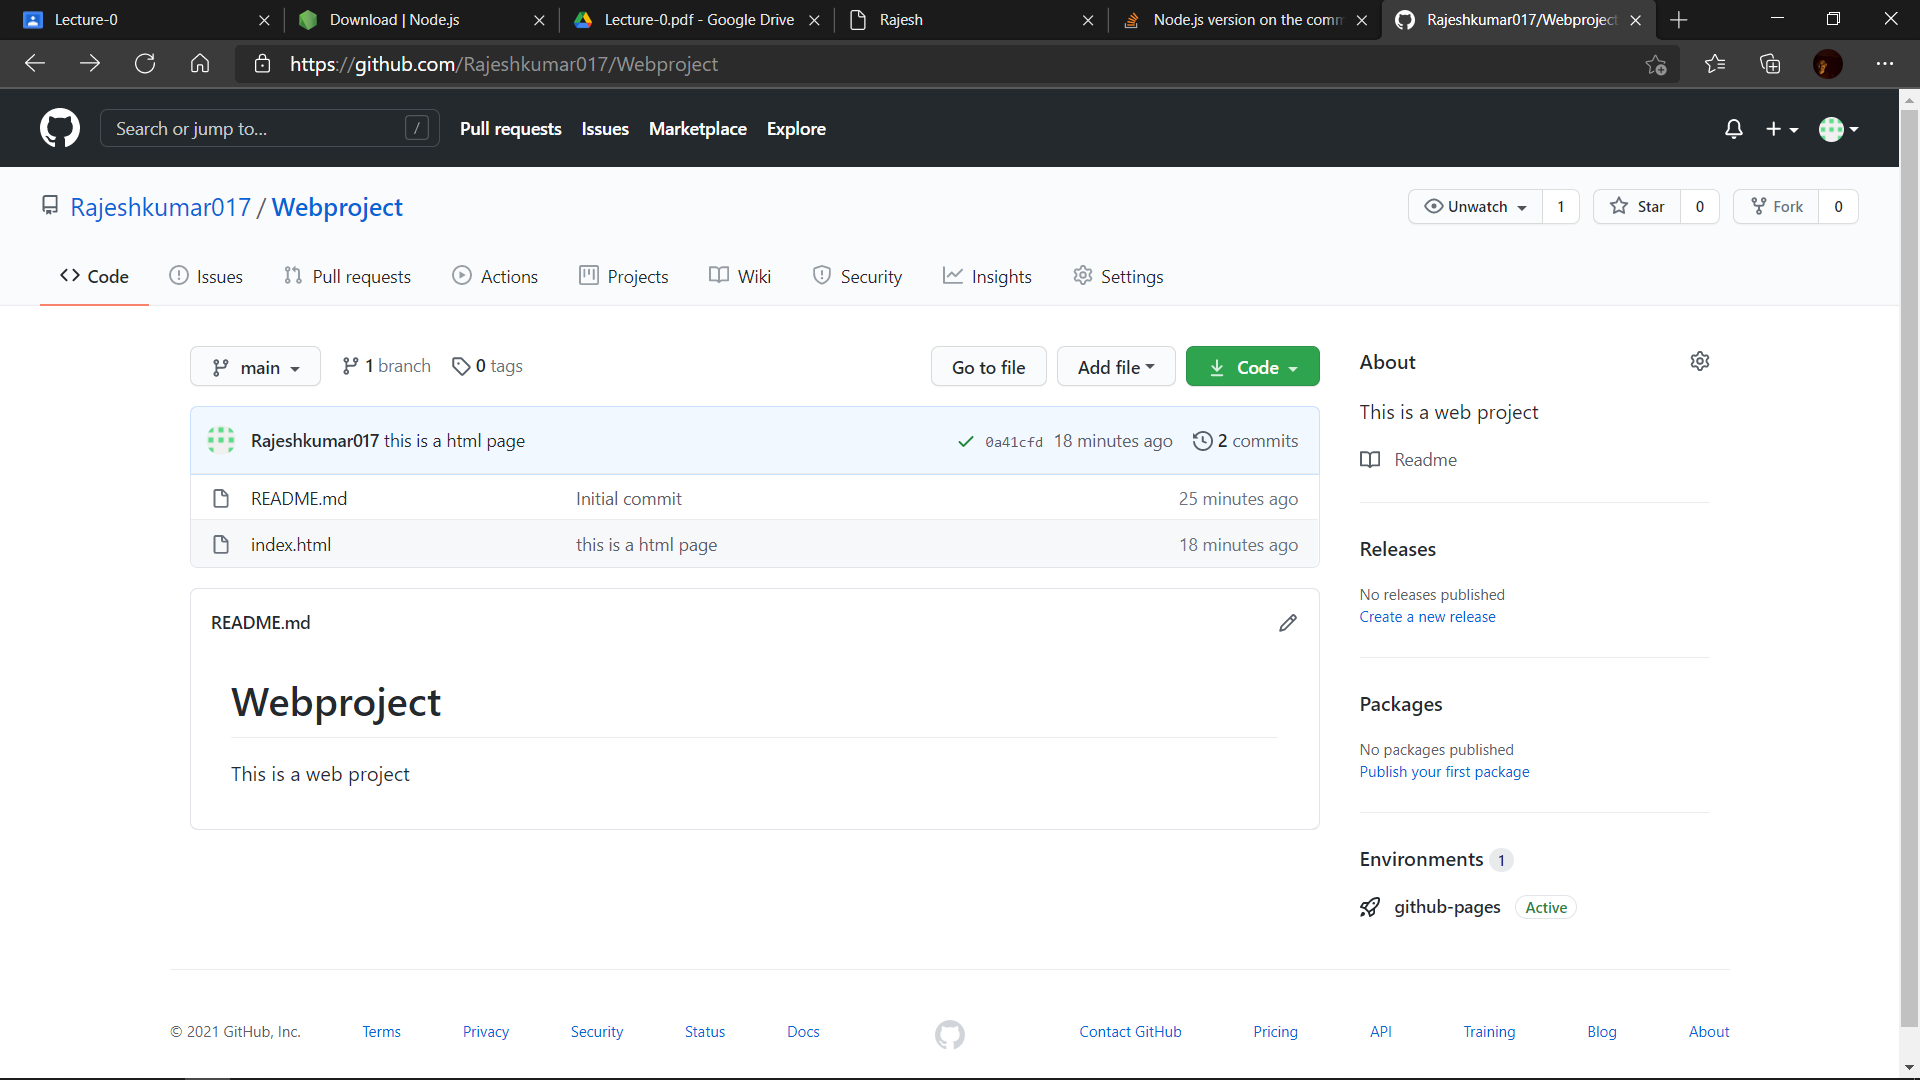 Lecture-0
Download | Node.js
Lecture-0.pdf - Google Drive
Rajesh
Node.js version on the comm
Rajeshkumar017/Webproject
https://github.com/Rajeshkumar017/Webproject
Search or jump to...
/
Pull requests
Issues
Marketplace
Explore
Rajeshkumar017 / Webproject
Unwatch
1
Star
0
Fork
0
Code
Issues
Pull requests
Actions
Projects
Wiki
Security
Insights
Settings
main
1 branch
0 tags
Go to file
Add file
Code
Rajeshkumar017 this is a html page
0a41cfd 18 minutes ago
2 commits
README.md
Initial commit
25 minutes ago
index.html
this is a html page
18 minutes ago
README.md
Webproject
This is a web project
About
This is a web project
Readme
Releases
No releases published
Create a new release
Packages
No packages published
Publish your first package
Environments 1
github-pages Active
© 2021 GitHub, Inc.
Terms
Privacy
Security
Status
Docs
Contact GitHub
Pricing
API
Training
Blog
About